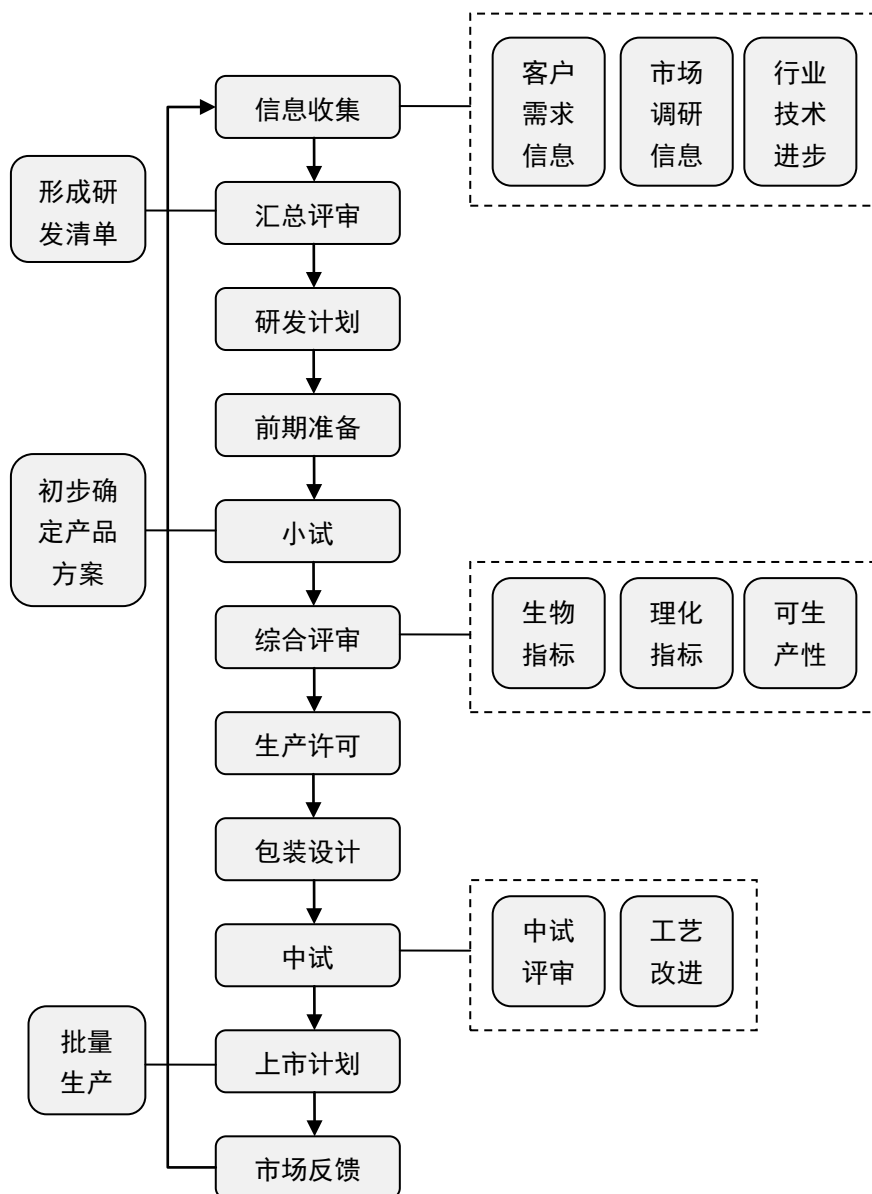 客户
需求
信息
市场
调研
信息
行业
技术
进步
信息收集
形成研
发清单
汇总评审
研发计划
前期准备
初步确
定产品
方案
小试
综合评审
生物
指标
理化
指标
可生
产性
生产许可
包装设计
中试
中试
评审
工艺
改进
批量
生产
上市计划
市场反馈